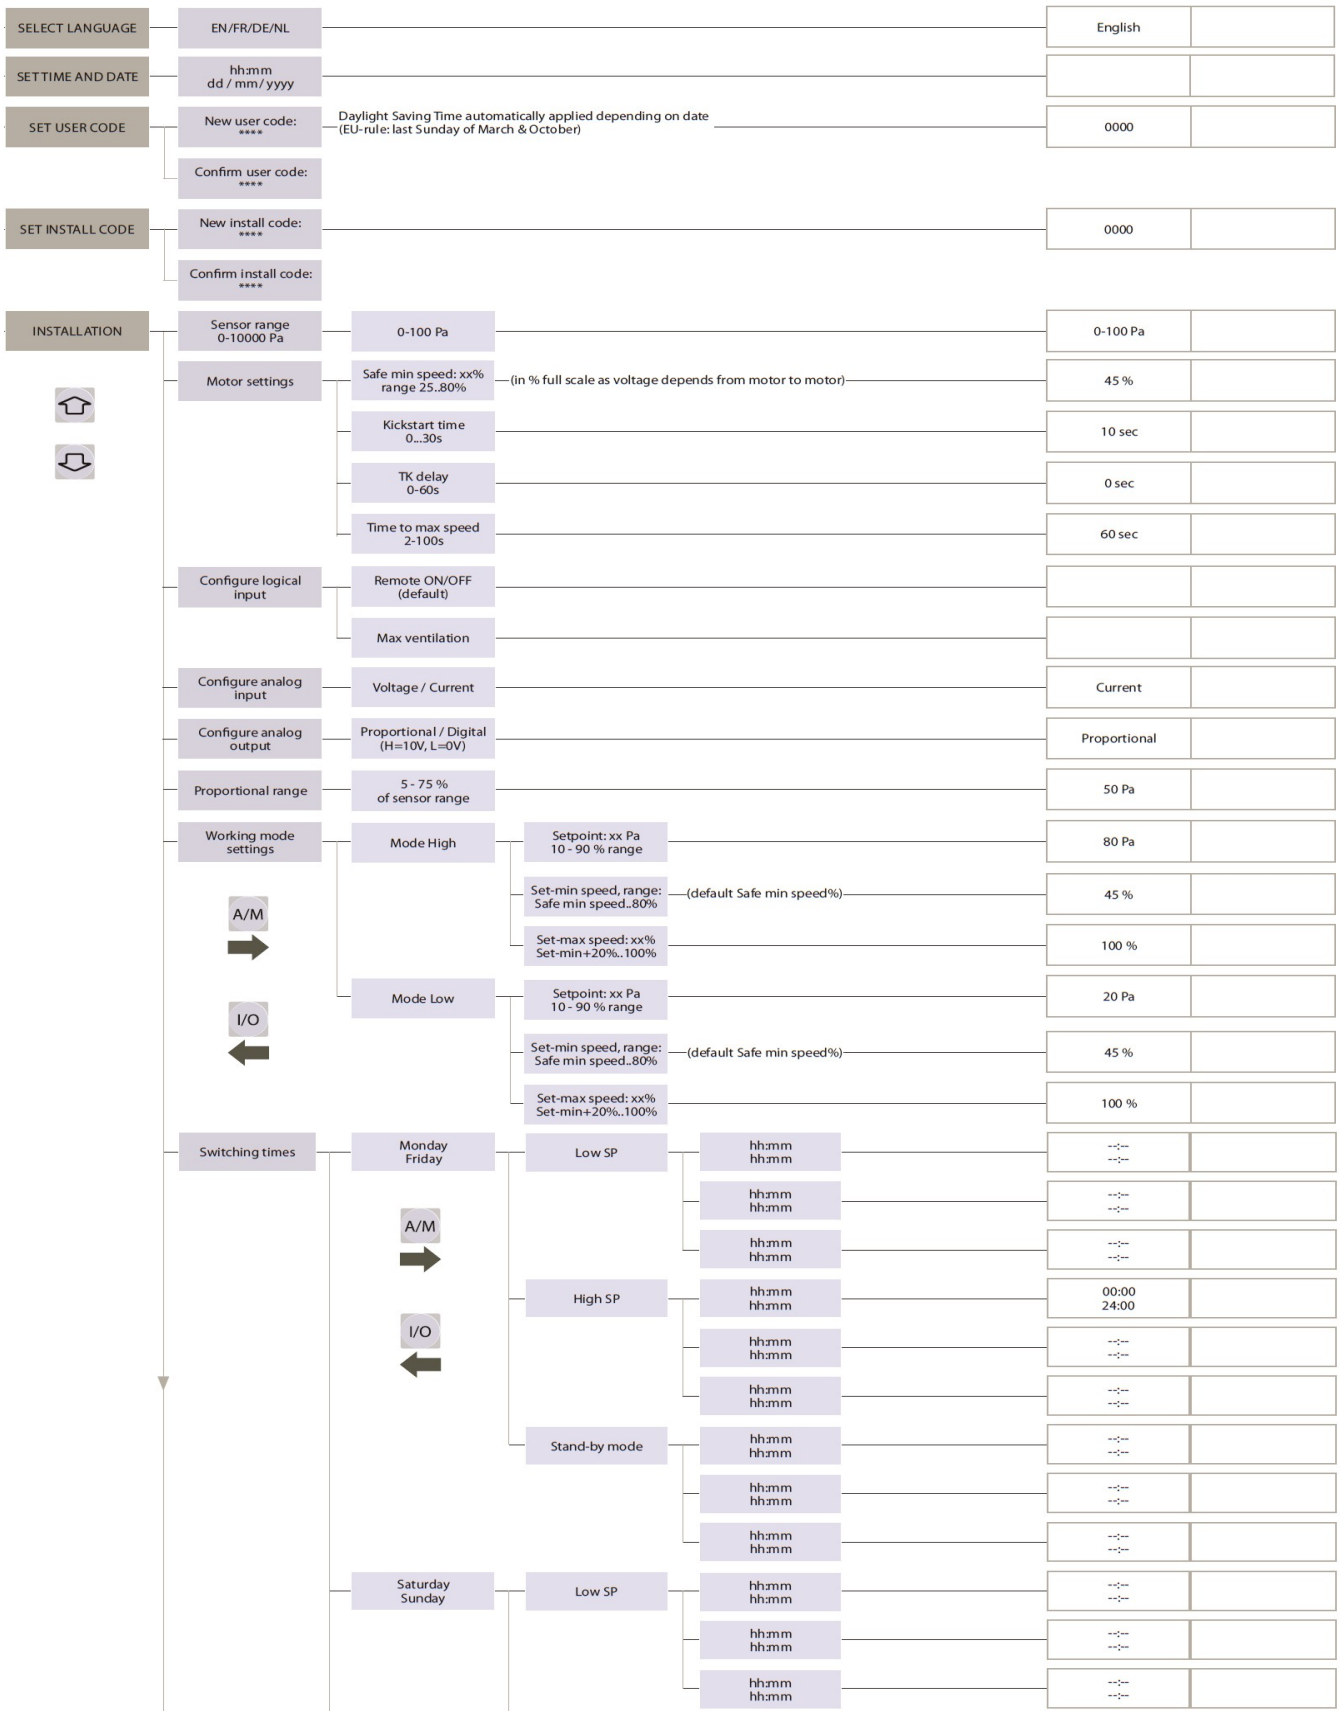 SELECT LANGUAGE
EN/FR/DE/NL
English
SET TIME AND DATE
hh:mm
dd / mm/ yyyy
SET USER CODE
New user code:
****
Daylight Saving Time automatically applied depending on date
(EU-rule: last Sunday of March & October)
0000
Confirm user code:
****
SET INSTALL CODE
New install code:
****
0000
Confirm install code:
****
INSTALLATION
Sensor range
0-10000 Pa
0-100 Pa
0-100 Pa
Motor settings
Safe min speed: xx%
range 25..80%
(in % full scale as voltage depends from motor to motor)
45 %
Kickstart time
0...30s
10 sec
TK delay
0-60s
0 sec
Time to max speed
2-100s
60 sec
Configure logical
input
Remote ON/OFF
(default)
Max ventilation
Configure analog
input
Voltage / Current
Current
Configure analog
output
Proportional / Digital
(H=10V, L=0V)
Proportional
Proportional range
5 - 75 %
of sensor range
50 Pa
Working mode
settings
Mode High
Setpoint: xx Pa
10 - 90 % range
80 Pa
A/M
Set-min speed, range:
Safe min speed..80%
(default Safe min speed%)
45 %
Set-max speed: xx%
Set-min+20%..100%
100 %
I/O
Mode Low
Setpoint: xx Pa
10 - 90 % range
20 Pa
Set-min speed, range:
Safe min speed..80%
(default Safe min speed%)
45 %
Set-max speed: xx%
Set-min+20%..100%
100 %
Switching times
Monday
Friday
Low SP
hh:mm
hh:mm
--:--
--:--
A/M
hh:mm
hh:mm
--:--
--:--
hh:mm
hh:mm
--:--
--:--
I/O
High SP
hh:mm
hh:mm
00:00
24:00
hh:mm
hh:mm
--:--
--:--
hh:mm
hh:mm
--:--
--:--
Stand-by mode
hh:mm
hh:mm
--:--
--:--
hh:mm
hh:mm
--:--
--:--
hh:mm
hh:mm
--:--
--:--
Saturday
Sunday
Low SP
hh:mm
hh:mm
--:--
--:--
hh:mm
hh:mm
--:--
--:--
hh:mm
hh:mm
--:--
--:--